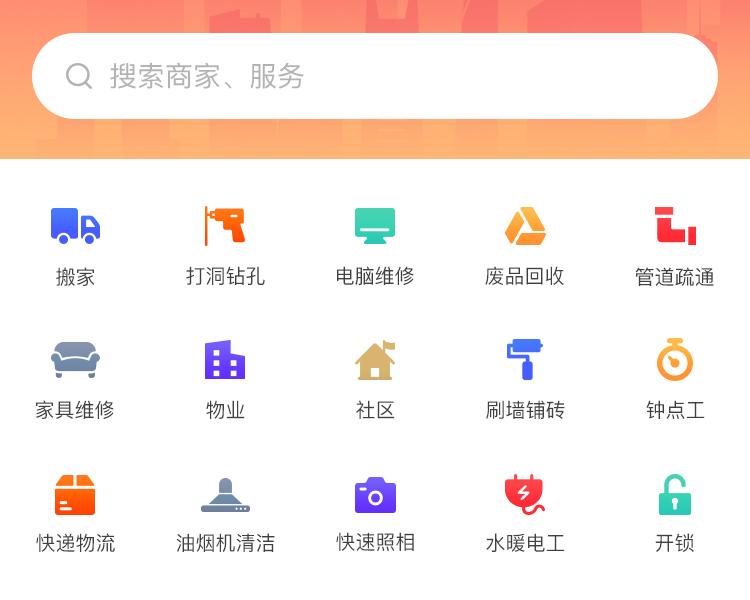 搜索商家、服务
搬家 打洞钻孔 电脑维修 废品回收 管道疏通
家具维修 物业 社区 刷墙铺砖 钟点工
快递物流 油烟机清洁 快速照相 水暖电工 开锁